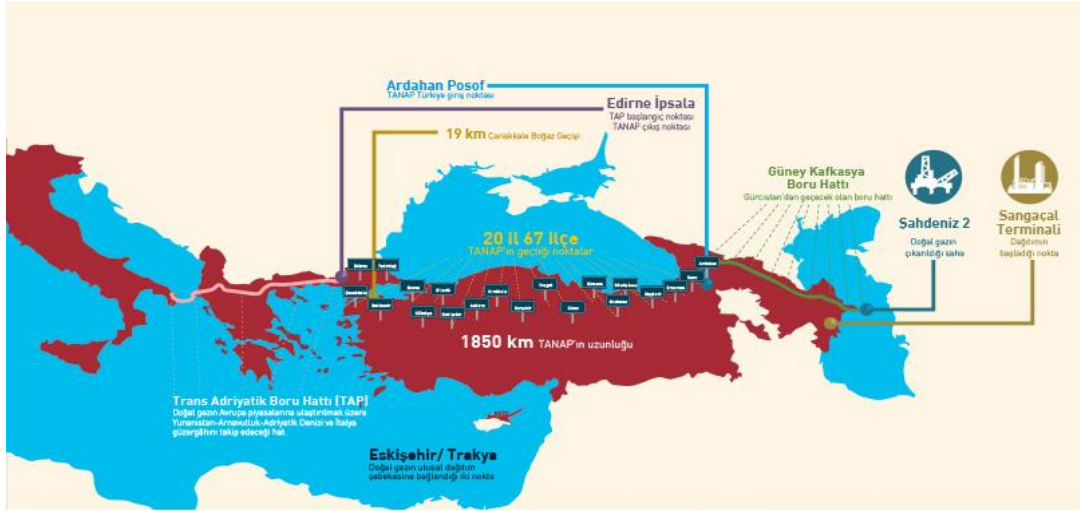 Ardahan Posof
TANAP Türkiye giriş noktası
Edirne İpsala
TAP başlangıç noktası
TANAP çıkış noktası
19 km Çanakkale Boğaz Geçişi
Güney Kafkasya
Boru Hattı
Gürcistan'dan geçecek olan boru hattı
Şahdeniz 2
Doğal gazın
çıkarıldığı saha
Sangaçal
Terminali
Dağıtımın
başladığı nokta
20 il 67 ilçe
TANAP'ın geçtiği noktalar
1850 km TANAP'ın uzunluğu
Trans Adriyatik Boru Hattı (TAP)
Doğal gazın Avrupa piyasalarına ulaştırılmak üzere
Yunanistan-Arnavutluk-Adriyatik Denizi ve İtalya
güzergâhını takip edeceği hat
Eskişehir/ Trakya
Doğal gazın ulusal dağıtım
şebekesine bağlandığı iki nokta